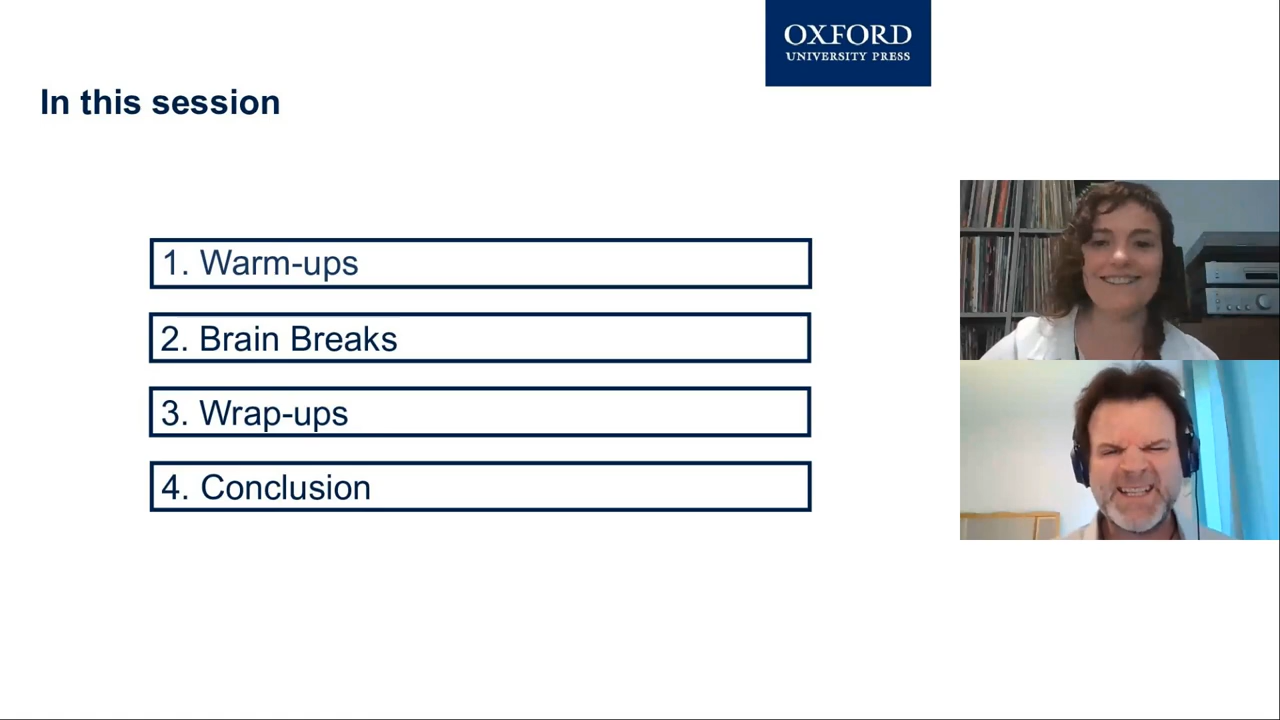 OXFORD
UNIVERSITY PRESS
In this session
1. Warm-ups
2. Brain Breaks
3. Wrap-ups
4. Conclusion